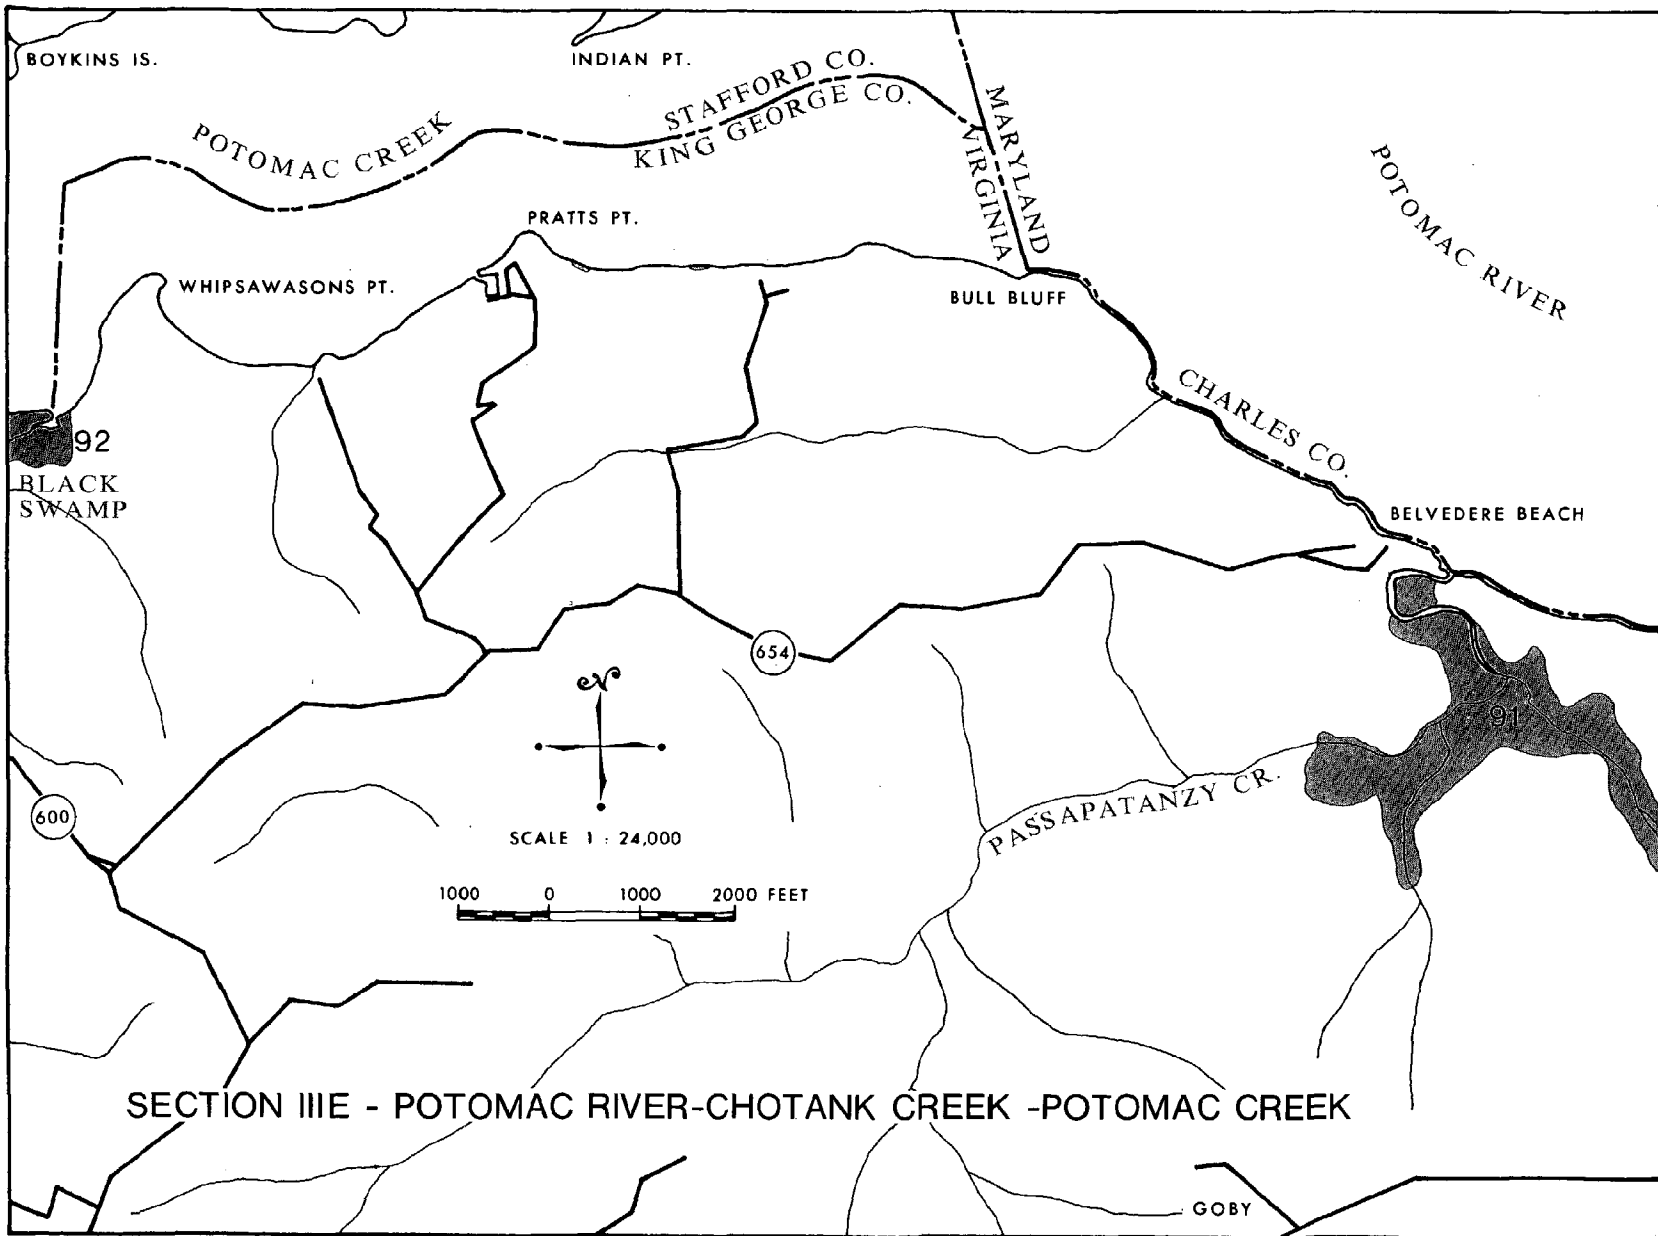 BOYKINS IS.
INDIAN PT.
STAFFORD CO.
KING GEORGE CO.
POTOMAC CREEK
MARYLAND
VIRGINIA
POTOMAC RIVER
PRATTS PT.
WHIPSAWASONS PT.
BULL BLUFF
CHARLES CO.
92
BLACK
SWAMP
BELVEDERE BEACH
654
91
600
N
PASSAPATANZY CR.
SCALE 1 : 24,000
1000 0 1000 2000 FEET
SECTION IIIE - POTOMAC RIVER-CHOTANK CREEK -POTOMAC CREEK
GOBY